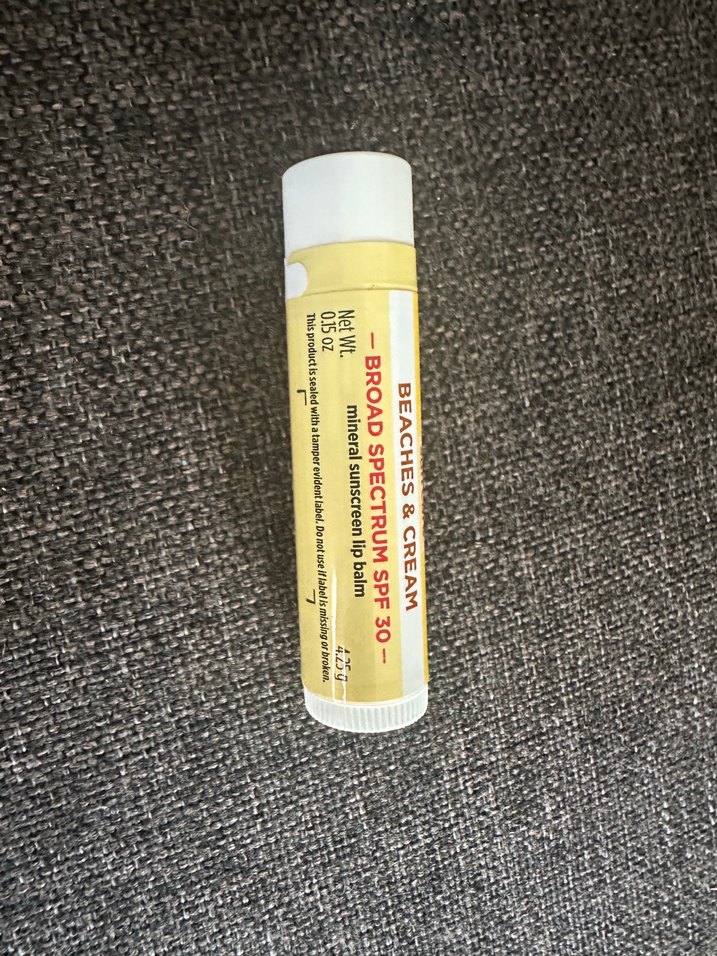 BEACHES & CREAM
— BROAD SPECTRUM SPF 30 —
mineral sunscreen lip balm
Net Wt.
0.15 oz
4.25 g
This product is sealed with a tamper evident label. Do not use if label is missing or broken.